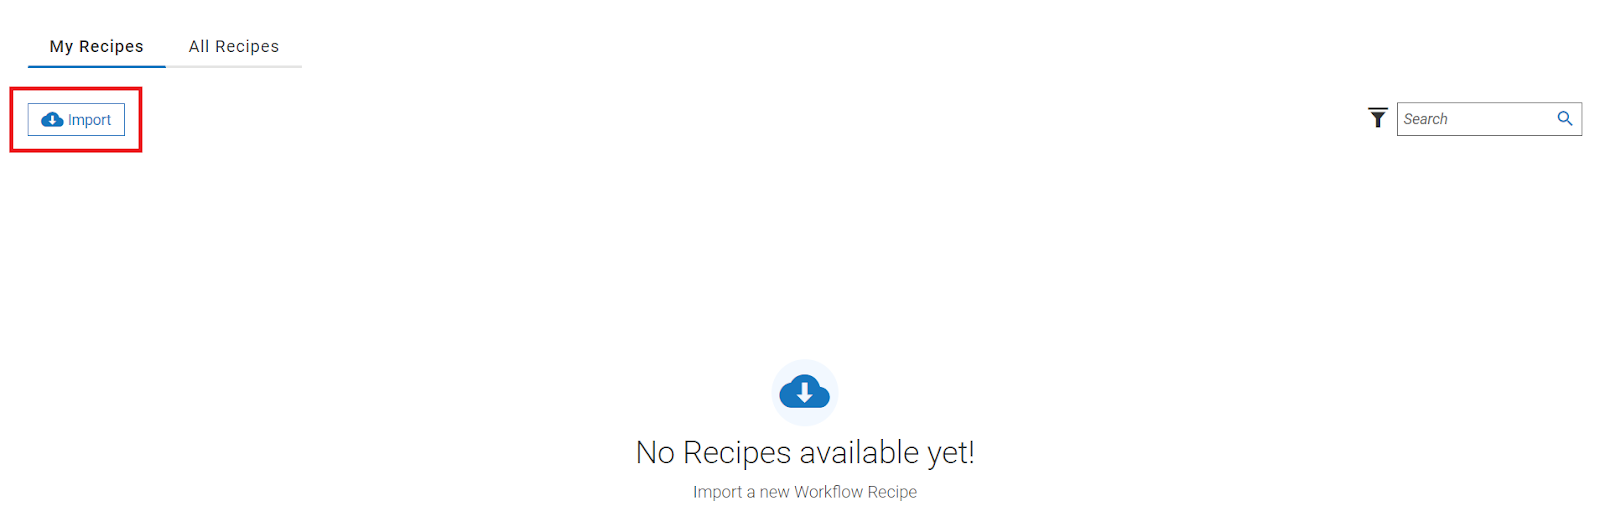 My Recipes All Recipes
Import Search
No Recipes available yet!
Import a new Workflow Recipe